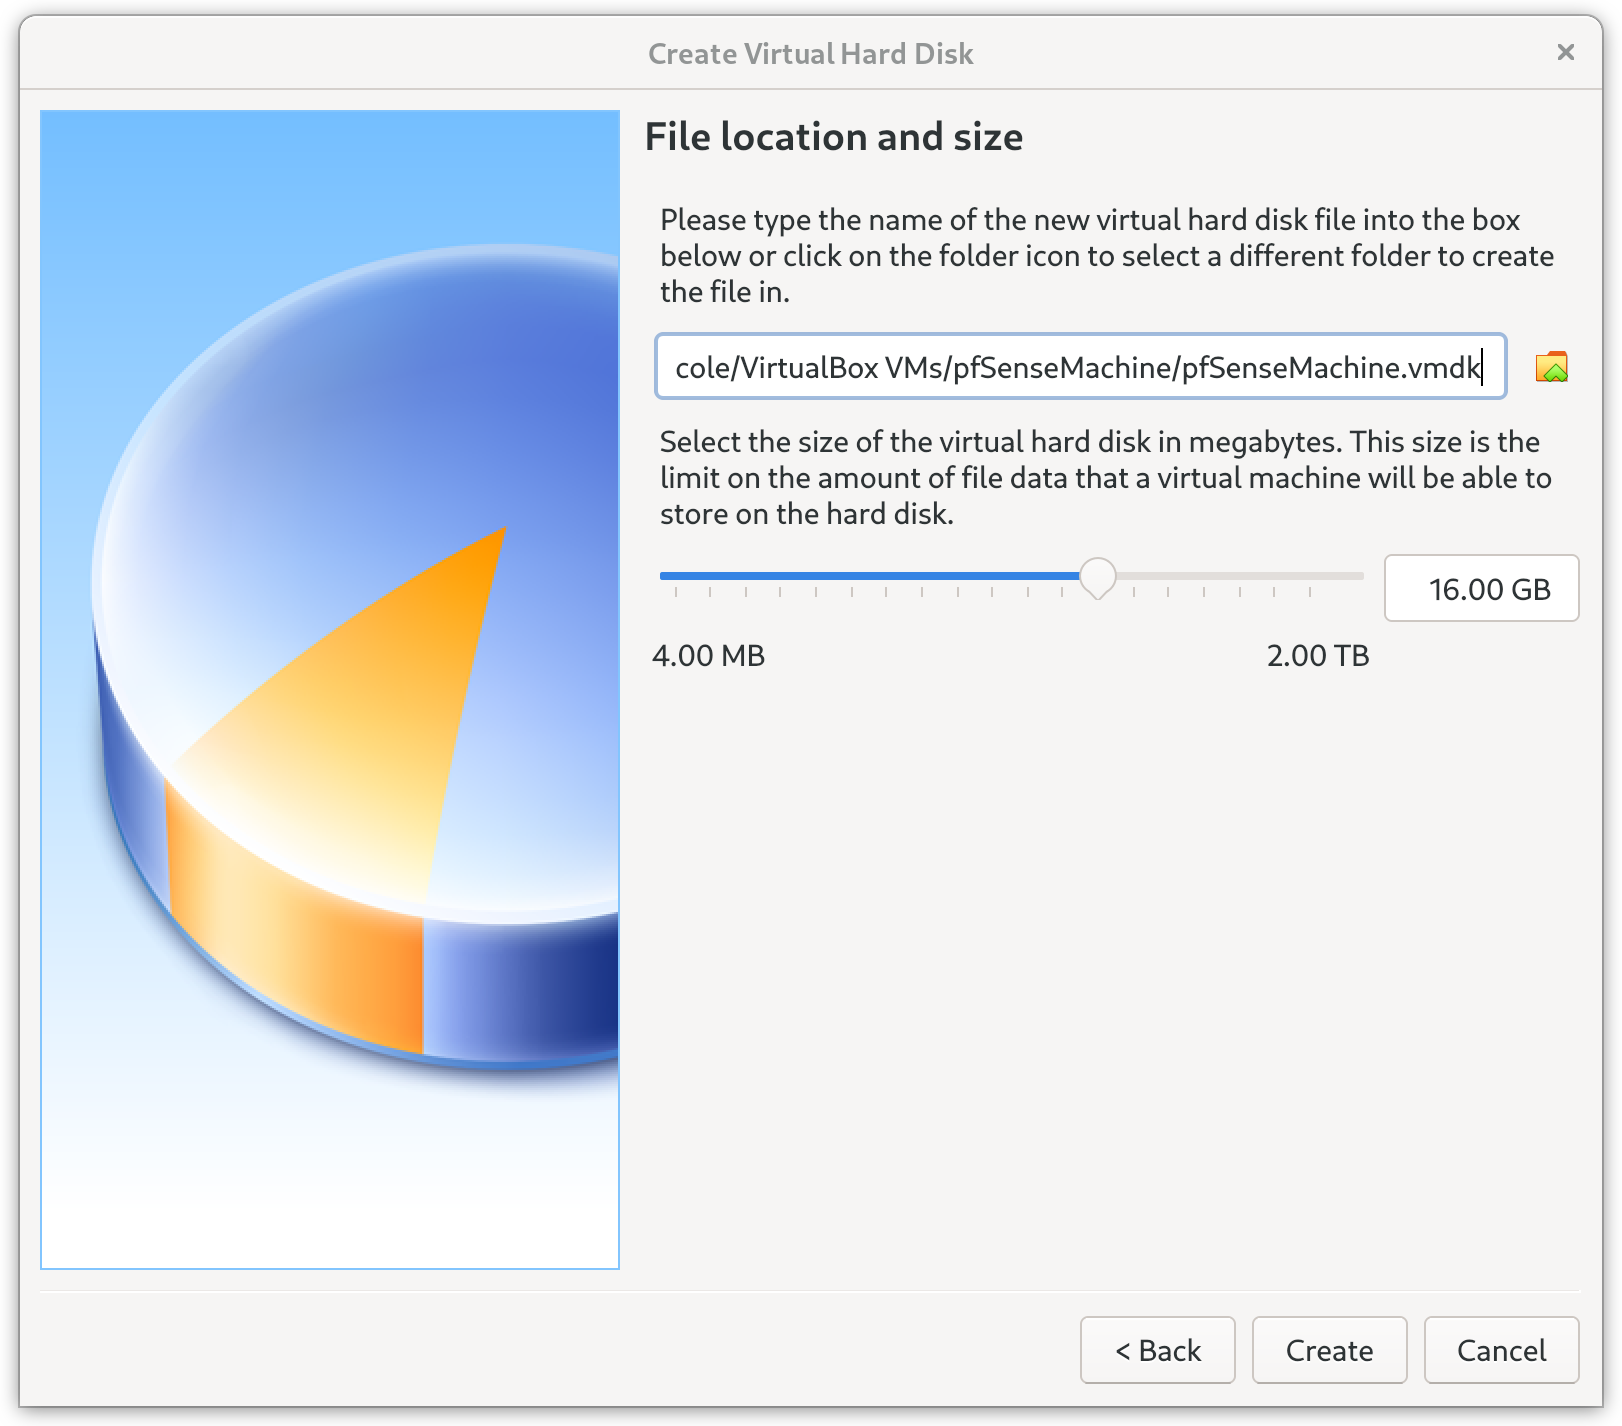 Create Virtual Hard Disk
File location and size
Please type the name of the new virtual hard disk file into the box
below or click on the folder icon to select a different folder to create
the file in.
cole/VirtualBox VMs/pfSenseMachine/pfSenseMachine.vmdk
Select the size of the virtual hard disk in megabytes. This size is the
limit on the amount of file data that a virtual machine will be able to
store on the hard disk.
16.00 GB
4.00 MB
2.00 TB
< Back
Create
Cancel